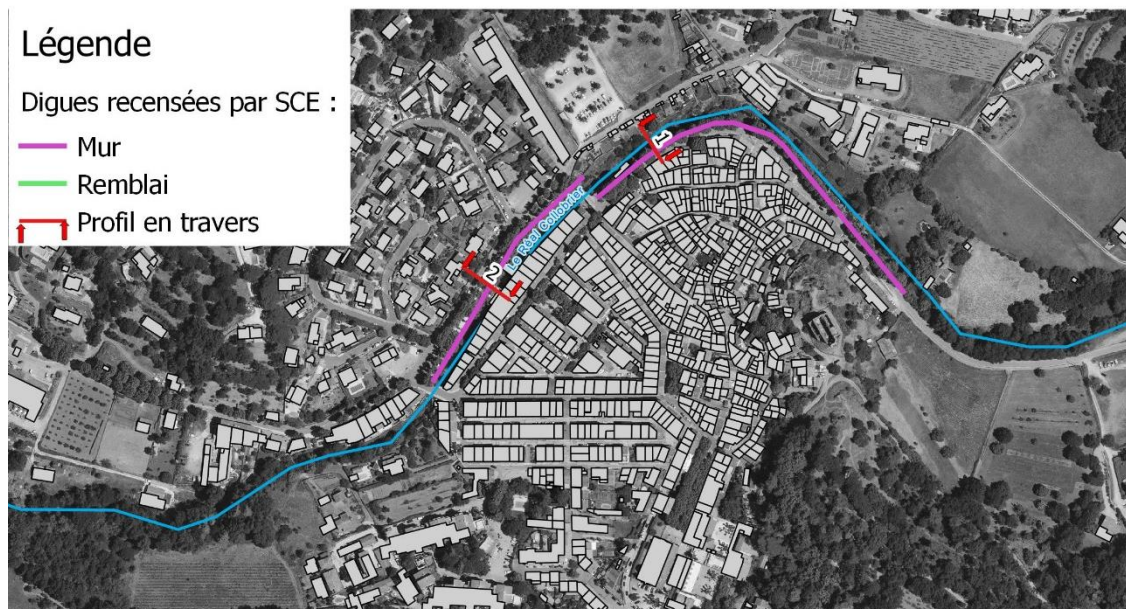 Légende
Digues recensées par SCE :
Mur
Remblai
Profil en travers
1
2
Le Réal Collobrier